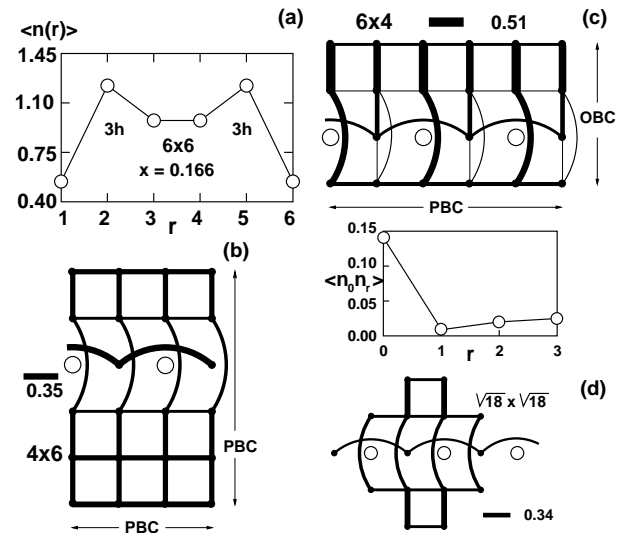 (a)
<n(r)>
1.45
1.10
0.75
0.40
3h
3h
6x6
x = 0.166
1 2 3 4 5 6
r
(b)
0.35
4x6
PBC
PBC
(c)
6x4 0.51
OBC
PBC
<n₀nᵣ>
0.15
0.10
0.05
0.00
0 1 2 3
r
(d)
√18 x √18
0.34